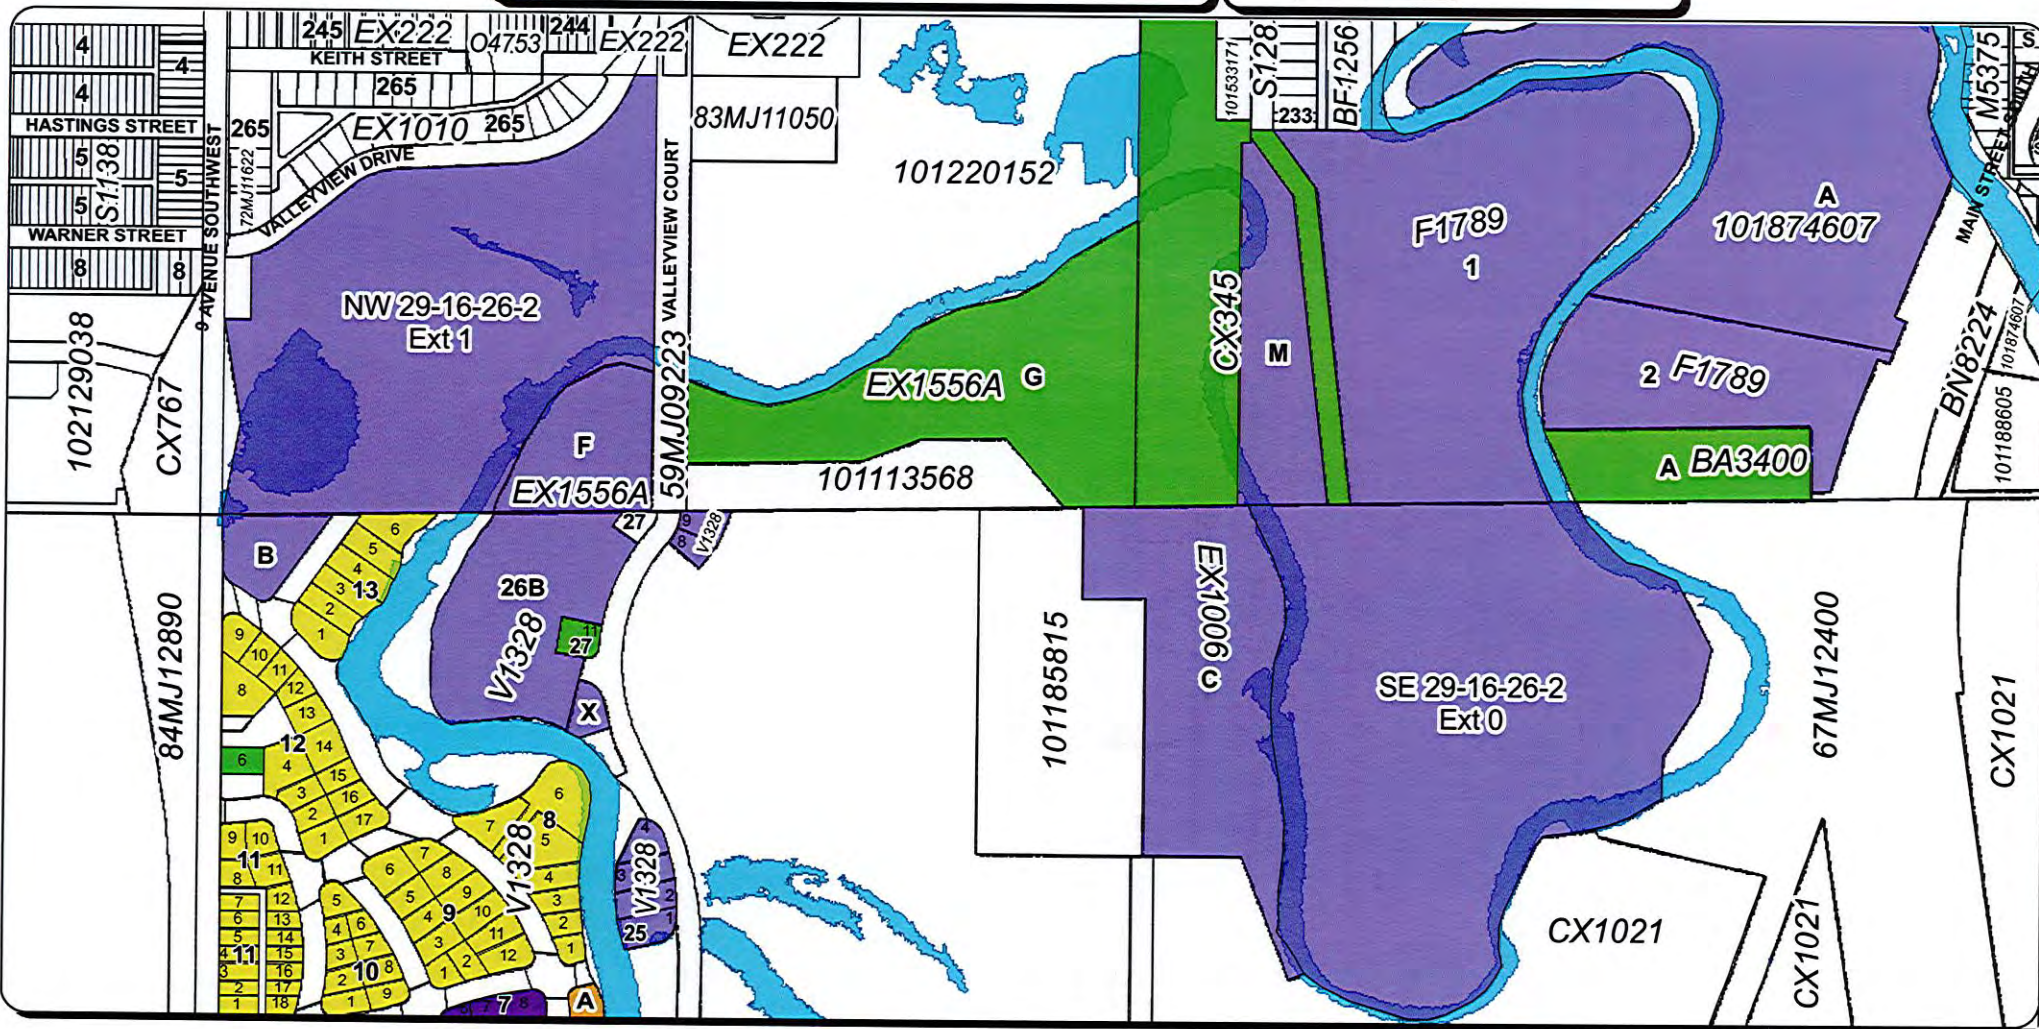 4
245
EX222
O4753
244
EX222
EX222
KEITH STREET
4
4
265
HASTINGS STREET
265
EX1010
265
83MJ11050
5
S1138
5
5
72MJ11622
VALLEYVIEW DRIVE
WARNER STREET
8
8
9 AVENUE SOUTHWEST
VALLEYVIEW COURT
59MJ09223
101220152
101533171
S1128
233
BF1256
M5375
S
MAIN STREET SOUTH
A
101874607
F1789
1
CX345
M
NW 29-16-26-2
Ext 1
102129038
CX767
F
EX1556A
EX1556A
G
101113568
2
F1789
A
BA3400
BN8224
101874607
101188605
B
6
5
4
3
13
2
1
27
9
8
V1328
26B
V1328
11
27
X
84MJ12890
9
10
11
8
12
13
12
14
6
4
15
3
16
2
17
1
101185815
EX1006
C
SE 29-16-26-2
Ext 0
67MJ12400
CX1021
6
7
8
5
V1328
4
3
2
1
4
3
V1328
2
1
25
9
10
11
11
8
7
12
6
13
5
14
4
11
15
3
16
2
17
1
18
5
4
6
3
7
2
10
8
1
9
7
6
8
5
9
4
9
10
3
11
2
12
1
7
8
7
A
CX1021
CX1021